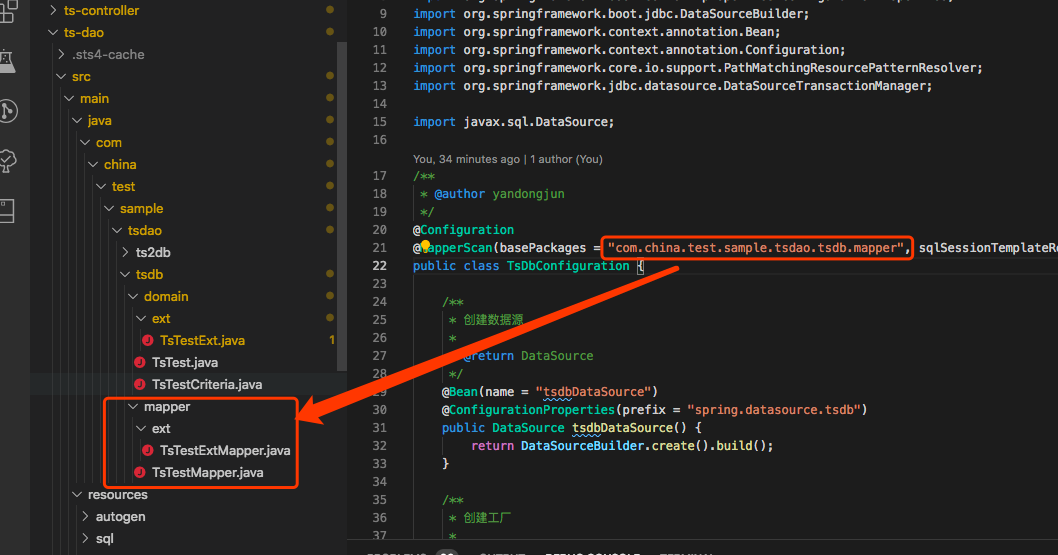 ts-controller
ts-dao
.sts4-cache
src
main
java
com
china
test
sample
tsdao
ts2db
tsdb
domain
ext
TsTestExt.java 1
TsTest.java
TsTestCriteria.java
mapper
ext
TsTestExtMapper.java
TsTestMapper.java
resources
autogen
sql
9 import org.springframework.boot.jdbc.DataSourceBuilder;
10 import org.springframework.context.annotation.Bean;
11 import org.springframework.context.annotation.Configuration;
12 import org.springframework.core.io.support.PathMatchingResourcePatternResolver;
13 import org.springframework.jdbc.datasource.DataSourceTransactionManager;
14
15 import javax.sql.DataSource;
16
You, 34 minutes ago | 1 author (You)
17 /**
18 * @author yandongjun
19 */
20 @Configuration
21 @MapperScan(basePackages = "com.china.test.sample.tsdao.tsdb.mapper", sqlSessionTemplateRe
22 public class TsDbConfiguration {
23
24 /**
25 * 创建数据源
26 *
27 * @return DataSource
28 */
29 @Bean(name = "tsdbDataSource")
30 @ConfigurationProperties(prefix = "spring.datasource.tsdb")
31 public DataSource tsdbDataSource() {
32 return DataSourceBuilder.create().build();
33 }
34
35 /**
36 * 创建工厂
37 *